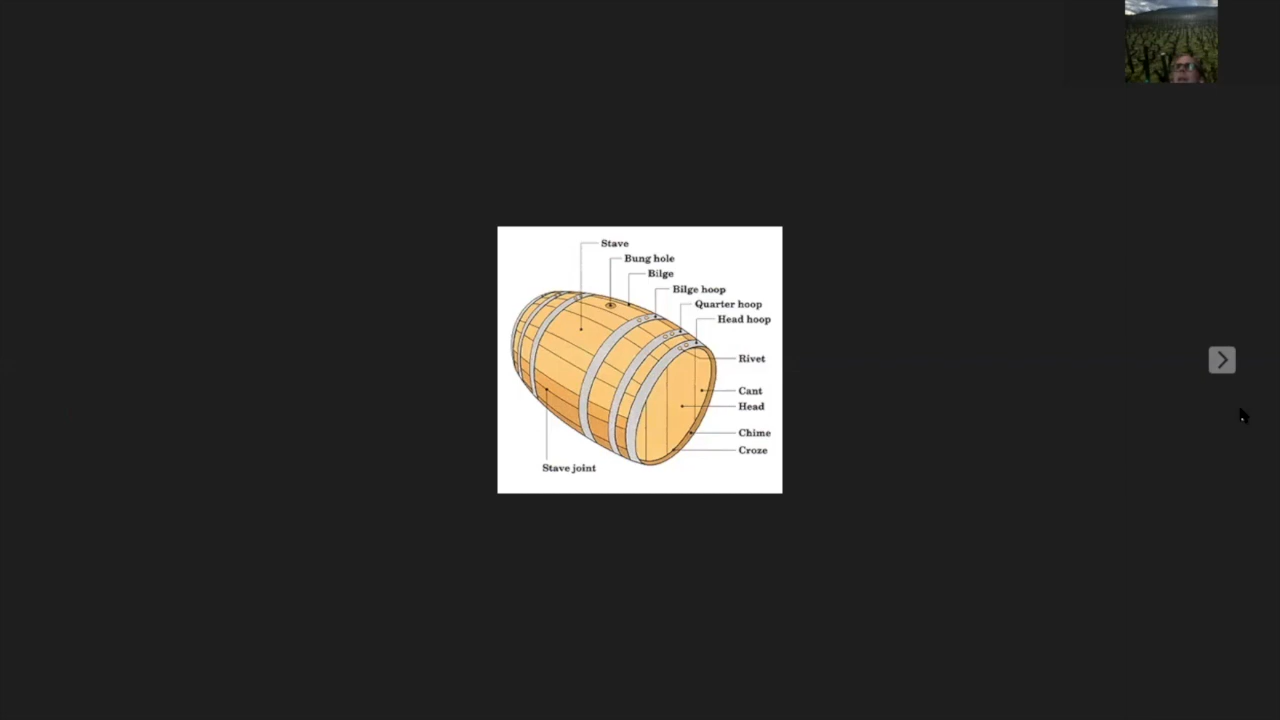 Stave
Bung hole
Bilge
Bilge hoop
Quarter hoop
Head hoop
Rivet
Cant
Head
Chime
Croze
Stave joint